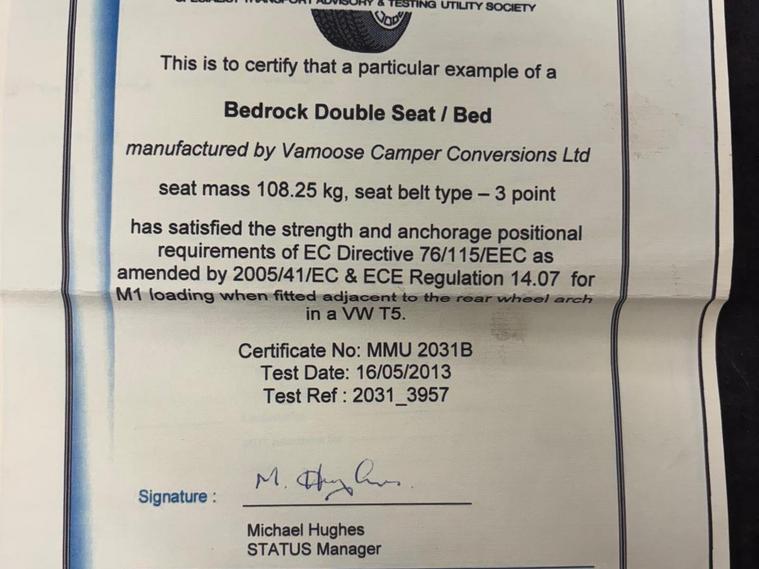 ADVISORY & TESTING UTILITY SOCIETY
This is to certify that a particular example of a
Bedrock Double Seat / Bed
manufactured by Vamoose Camper Conversions Ltd
seat mass 108.25 kg, seat belt type – 3 point
has satisfied the strength and anchorage positional
requirements of EC Directive 76/115/EEC as
amended by 2005/41/EC & ECE Regulation 14.07 for
M1 loading when fitted adjacent to the rear wheel arch
in a VW T5.
Certificate No: MMU 2031B
Test Date: 16/05/2013
Test Ref : 2031_3957
M. Hughes
Signature :
Michael Hughes
STATUS Manager